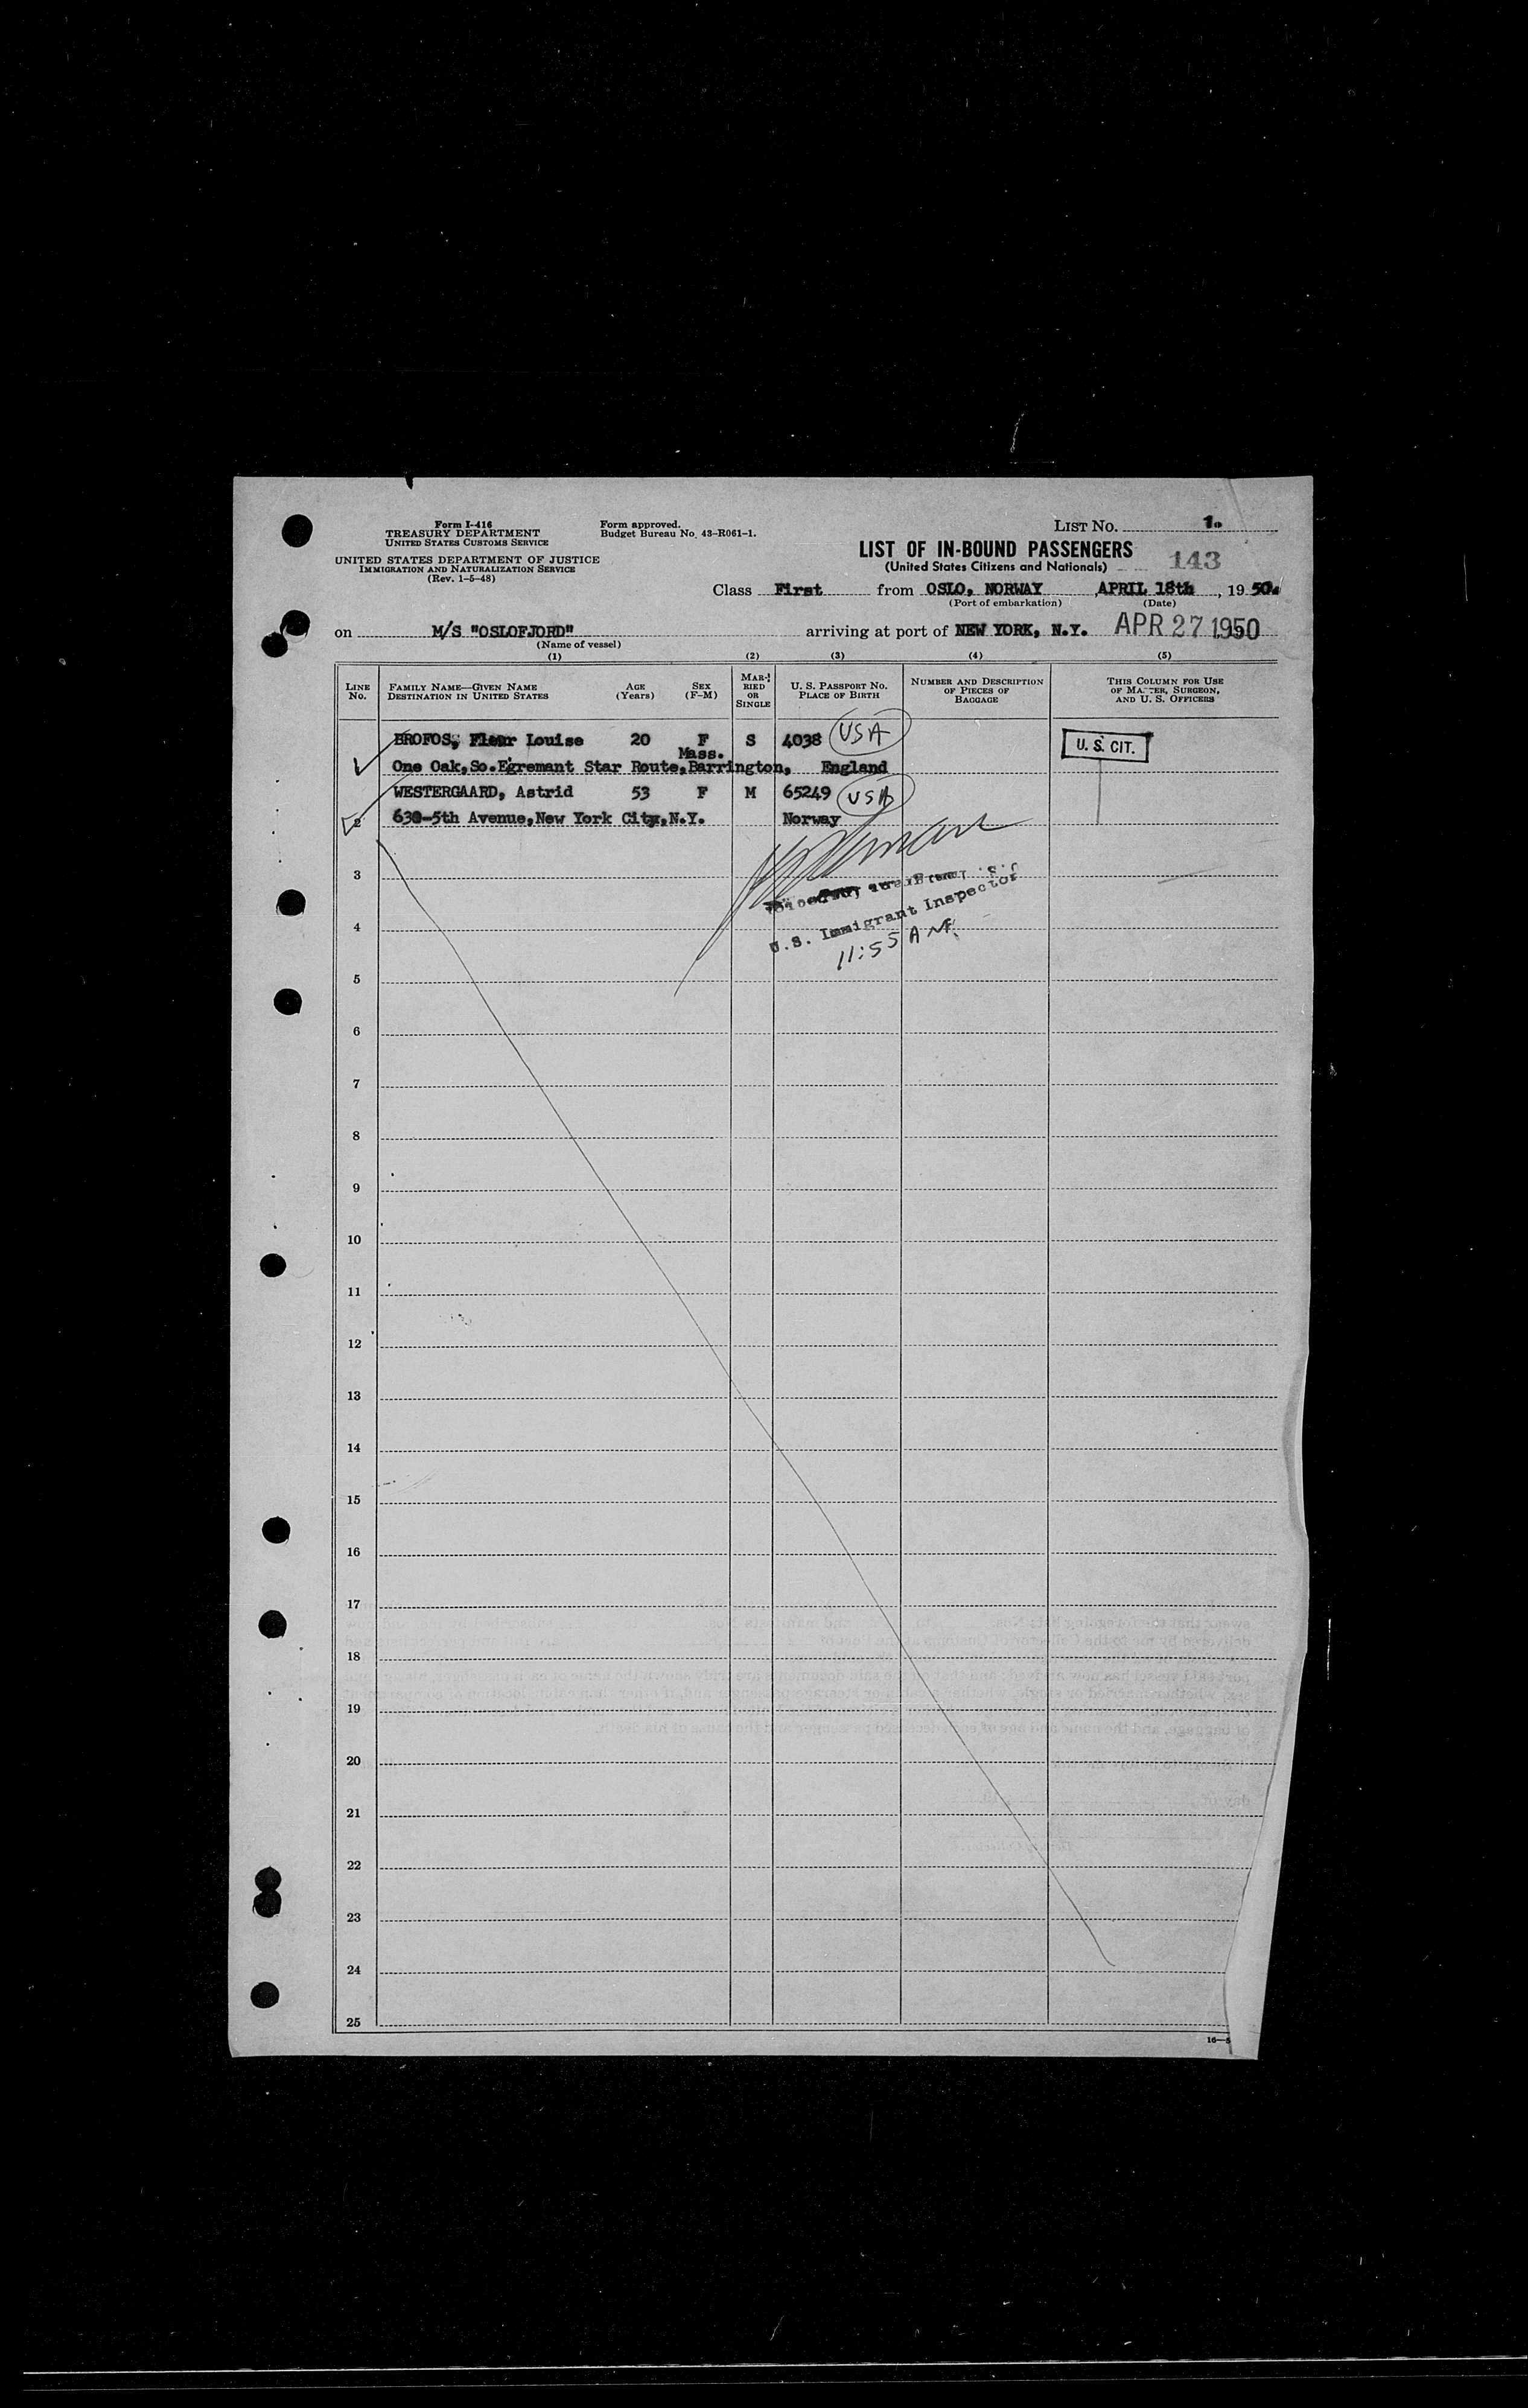 Form I-416
TREASURY DEPARTMENT
UNITED STATES CUSTOMS SERVICE
UNITED STATES DEPARTMENT OF JUSTICE
IMMIGRATION AND NATURALIZATION SERVICE
(Rev. 1-5-48)
Form approved.
Budget Bureau No. 43-R061-1.
LIST No. 1.
LIST OF IN-BOUND PASSENGERS
(United States Citizens and Nationals)
143
Class First from OSLO, NORWAY, APRIL 18th, 1950.
(Port of embarkation) (Date)
on M/S "OSLOFJORD" arriving at port of NEW YORK, N.Y. APR 27 1950
(Name of vessel)
(1) (2) (3) (4) (5)
LINE No.
FAMILY NAME—GIVEN NAME
DESTINATION IN UNITED STATES
AGE (Years)
SEX (F-M)
MARRIED OR SINGLE
U. S. PASSPORT No.
PLACE OF BIRTH
NUMBER AND DESCRIPTION OF PIECES OF BAGGAGE
THIS COLUMN FOR USE OF MASTER, SURGEON, AND U. S. OFFICERS
BROFOS, Fleur Louise 20 F S 4038 USA
U. S. CIT.
Mass.
One Oak, So. Egremant Star Route, Barrington, England
WESTERGAARD, Astrid 53 F M 65249 USA
2 630-5th Avenue, New York City, N.Y. Norway
3
U.S. Immigrant Inspector
4
11:55 AM.
5
6
7
8
9
10
11
12
13
14
15
16
17
18
19
20
21
22
23
24
25
16—5